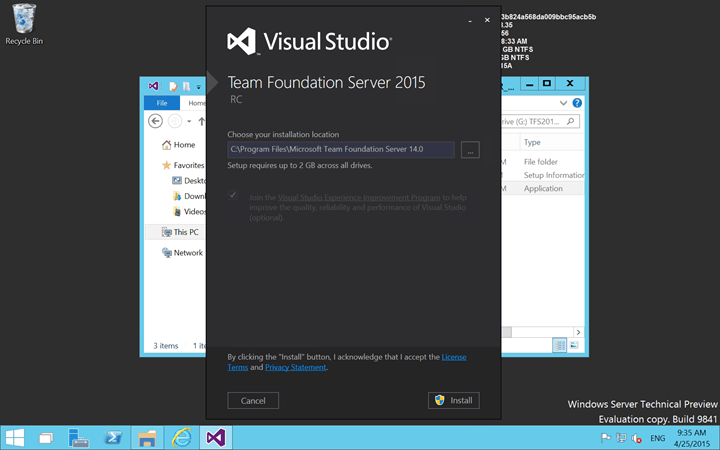 Recycle Bin
3b824a568da009bbc95acb5b
3.35
56
8:33 AM
GB NTFS
GB NTFS
15A
Visual Studio
Team Foundation Server 2015
RC
Choose your installation location
C:\Program Files\Microsoft Team Foundation Server 14.0
...
Setup requires up to 2 GB across all drives.
Join the Visual Studio Experience Improvement Program to help
improve the quality, reliability and performance of Visual Studio
(optional).
By clicking the "Install" button, I acknowledge that I accept the License
Terms and Privacy Statement.
Cancel
Install
File
Home
rive (G:) TFS201...
Home
Favorites
Deskto
Downl
Videos
This PC
Network
Type
File folder
Setup Information
Application
3 items
1 ite
Windows Server Technical Preview
Evaluation copy. Build 9841
ENG
9:35 AM
4/25/2015